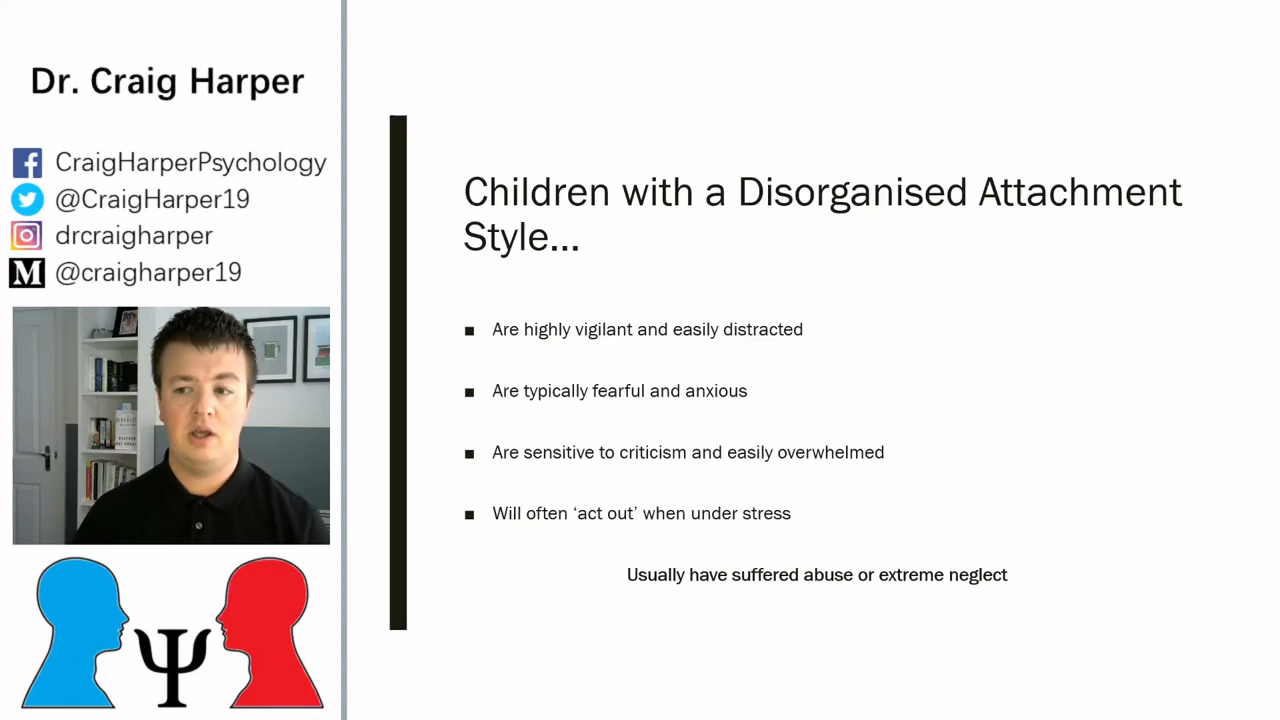 Dr. Craig Harper
CraigHarperPsychology
@CraigHarper19
drcraigharper
@craigharper19
Children with a Disorganised Attachment
Style...
Are highly vigilant and easily distracted
Are typically fearful and anxious
Are sensitive to criticism and easily overwhelmed
Will often ‘act out’ when under stress
Usually have suffered abuse or extreme neglect
Ψ